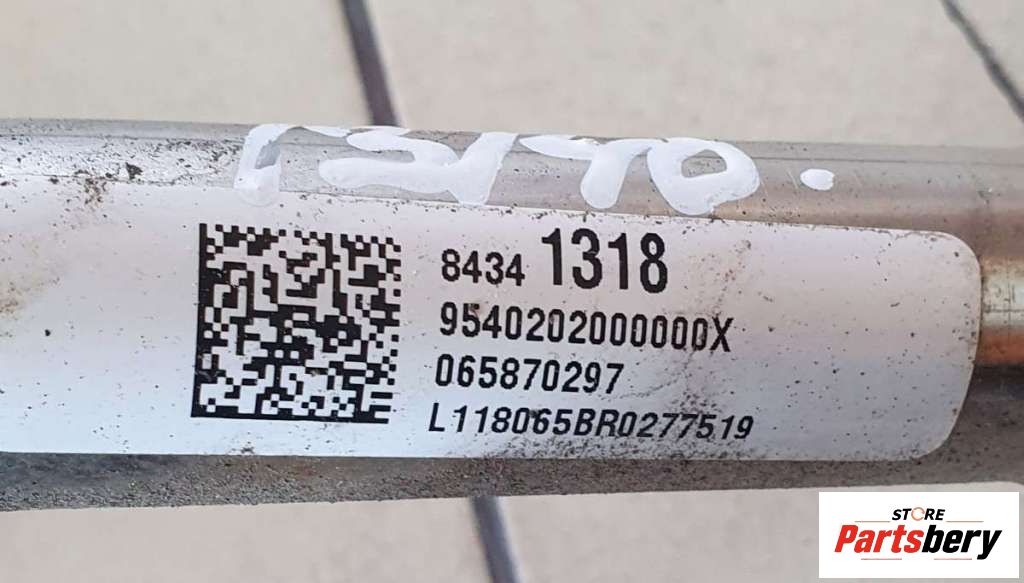 8434 1318
9540202000000X
065870297
L118065BR0277519
STORE
Partsbery